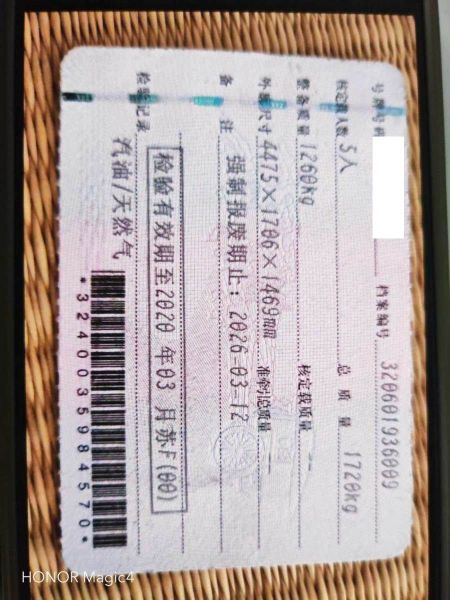 号牌号码 档案编号 320601936009
核定载人数 5人 总质量 1720kg
整备质量 1260kg 核定载质量
外廓尺寸 4475×1706×1469mm 准牵引总质量
备注 强制报废期止：2026-03-12
检验记录 检验有效期至2020年03月苏F(00)
汽油/天然气
*3240035984570*
HONOR Magic4